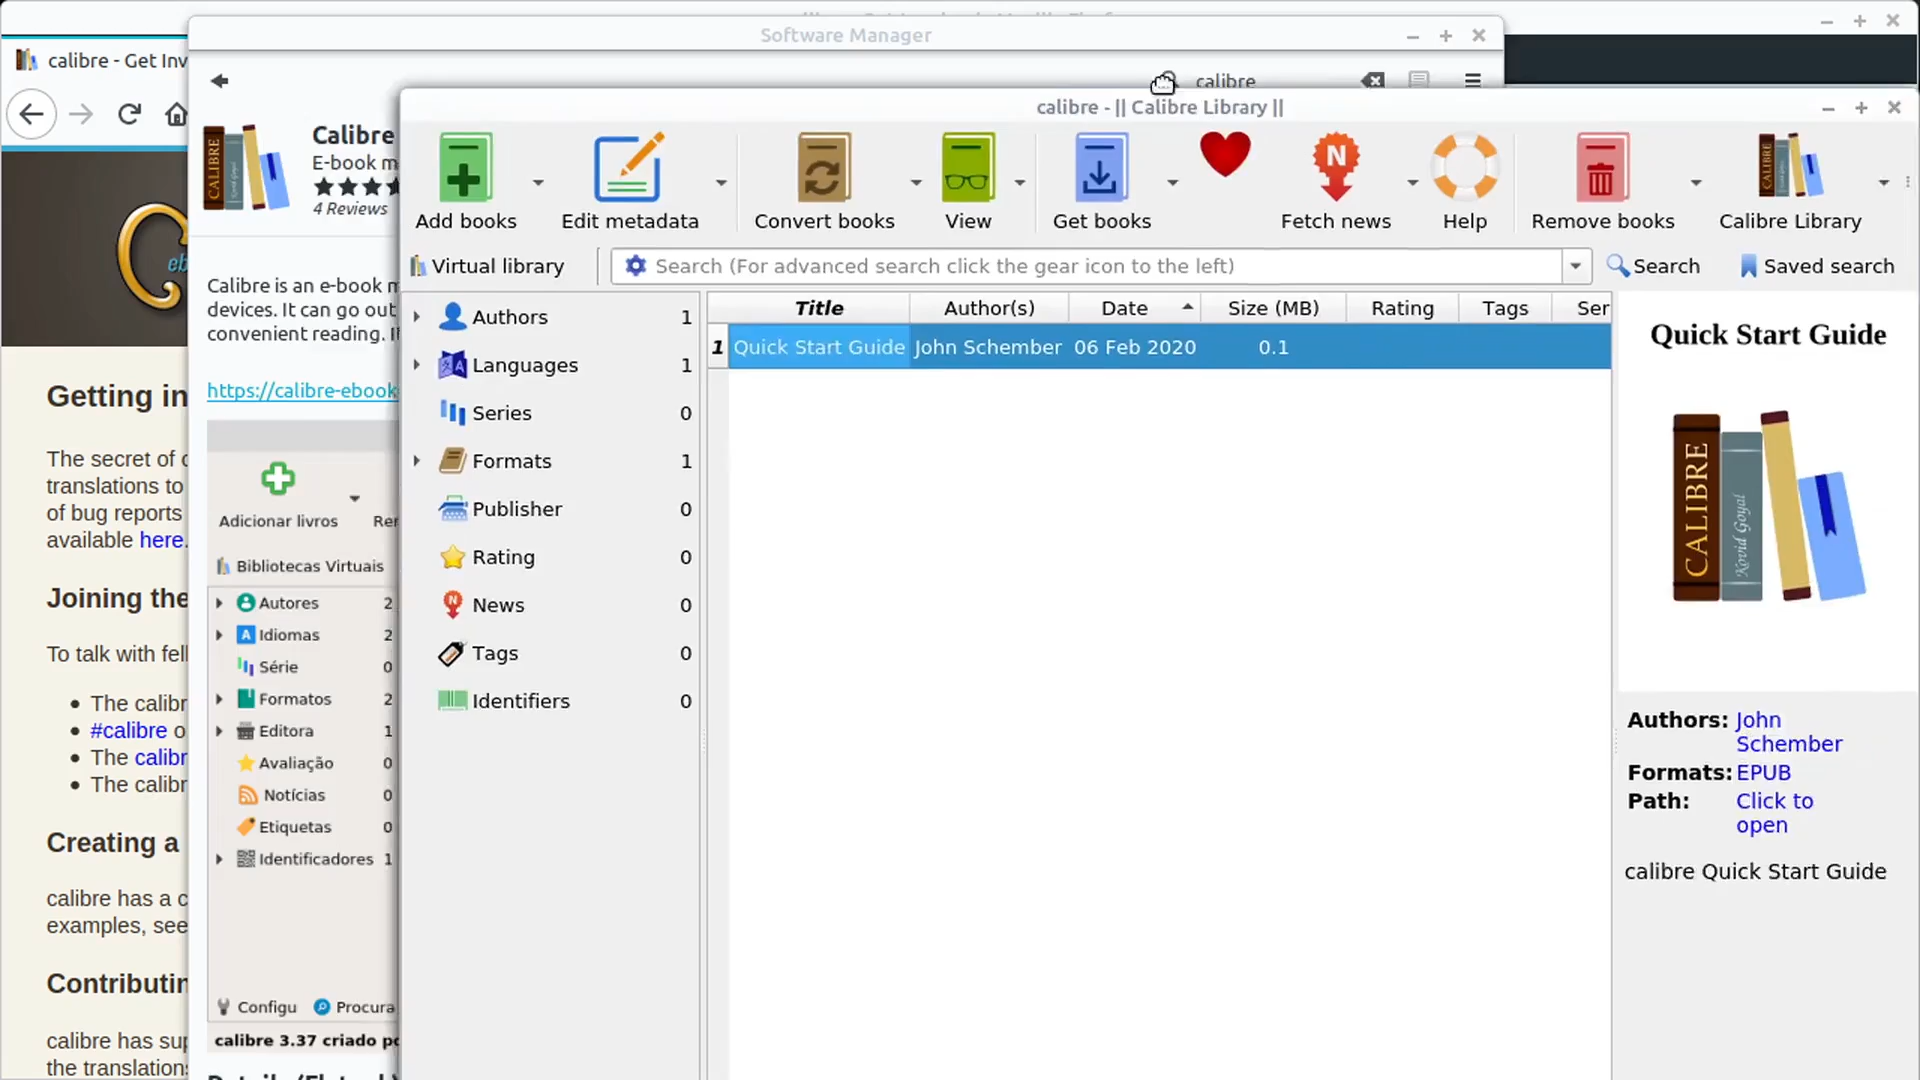 Software Manager
calibre - Get Inv
calibre
Calibre
E-book m
4 Reviews
CALIBRE
Calibre is an e-book m
devices. It can go out
convenient reading. I
https://calibre-ebook
Getting in
The secret of
translations to
of bug reports
available here.
Joining the
To talk with fell
The calibr
#calibre o
The calibr
The calibr
Creating a
calibre has a c
examples, see
Contributin
calibre has sup
the translations
Adicionar livros
Rer
Bibliotecas Virtuais
Autores 2
Idiomas 2
Série 0
Formatos 2
Editora 1
Avaliação 0
Notícias 0
Etiquetas 0
Identificadores 1
Configu Procura
calibre 3.37 criado po
calibre - || Calibre Library ||
Add books
Edit metadata
Convert books
View
Get books
Fetch news
Help
Remove books
Calibre Library
Virtual library
Search (For advanced search click the gear icon to the left)
Search
Saved search
Authors 1
Languages 1
Series 0
Formats 1
Publisher 0
Rating 0
News 0
Tags 0
Identifiers 0
Title Author(s) Date Size (MB) Rating Tags Ser
1 Quick Start Guide John Schember 06 Feb 2020 0.1
Quick Start Guide
CALIBRE
Kovid Goyal
Authors: John
Schember
Formats: EPUB
Path: Click to
open
calibre Quick Start Guide